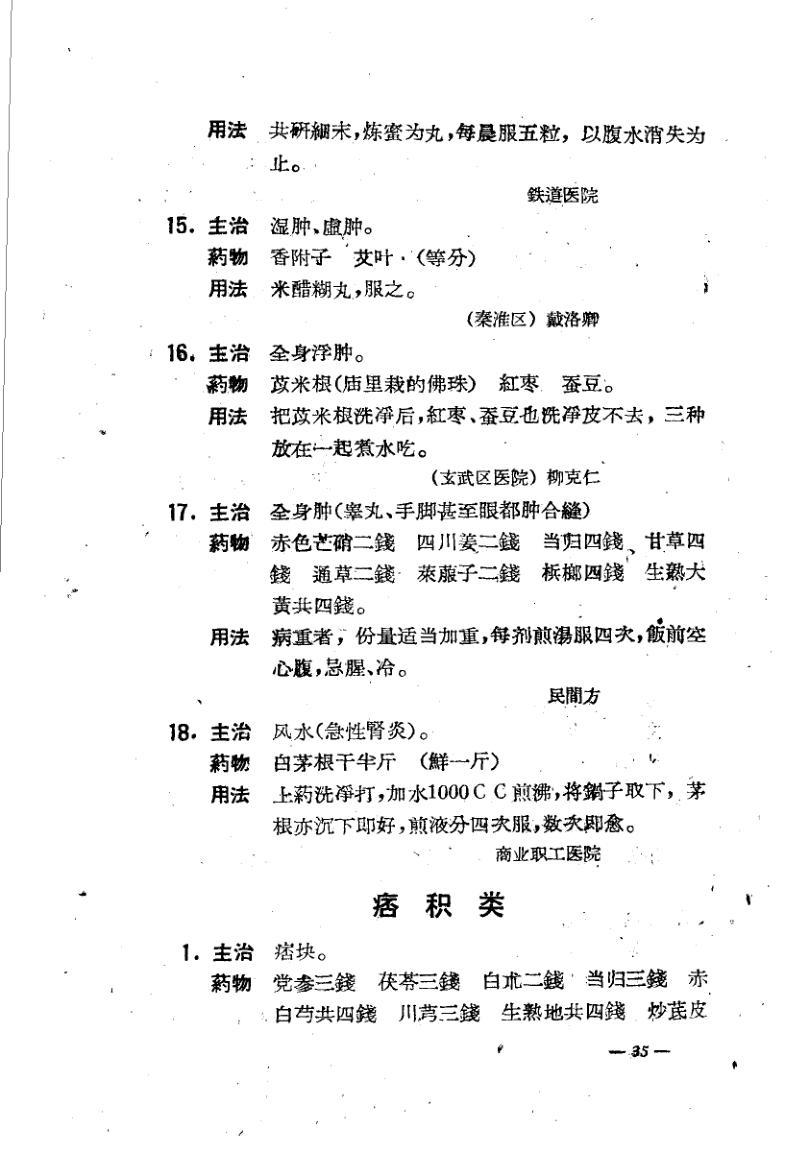 用法 共研細末，炼蜜为丸，每晨服五粒，以腹水消失为
止。
鉄道医院
15. 主治 湿肿、虚肿。
葯物 香附子 艾叶 (等分)
用法 米醋糊丸，服之。
(秦淮区) 戴洛卿
16. 主治 全身浮肿。
葯物 苡米根(庙里栽的佛珠) 紅枣 蚕豆。
用法 把苡米根洗淨后，紅枣、蚕豆也洗淨皮不去，三种
放在一起煮水吃。
(玄武区医院) 柳克仁
17. 主治 全身肿(睾丸、手脚甚至眼都肿合縫)
葯物 赤色芒硝二錢 四川姜二錢 当归四錢、甘草四
錢 通草二錢 萊菔子二錢 梹榔四錢 生熟大
黃共四錢。
用法 病重者，份量适当加重，每剂煎湯服四次，飯前空
心腹，忌腥、冷。
民間方
18. 主治 风水(急性腎炎)。
葯物 白茅根干半斤 (鮮一斤)
用法 上葯洗淨打，加水1000ＣＣ煎沸，将鍋子取下，茅
根亦沉下即好，煎液分四次服，数次即愈。
商业职工医院
痞积类
1. 主治 痞块。
葯物 党参三錢 茯苓三錢 白朮二錢 当归三錢 赤
白芍共四錢 川芎三錢 生熟地共四錢 炒茋皮
— 35 —